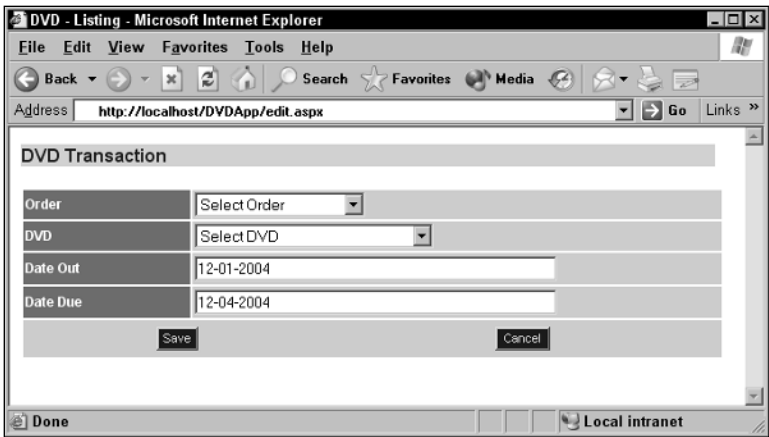 DVD - Listing - Microsoft Internet Explorer
File Edit View Favorites Tools Help
Back Search Favorites Media
Address http://localhost/DVDApp/edit.aspx Go Links »
DVD Transaction
Order Select Order
DVD Select DVD
Date Out 12-01-2004
Date Due 12-04-2004
Save Cancel
Done Local intranet